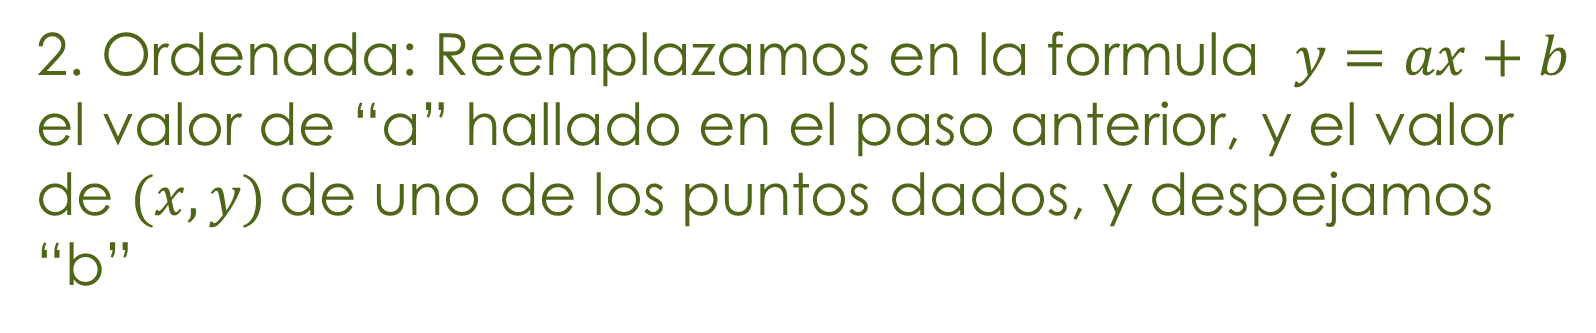 2. Ordenada: Reemplazamos en la formula y = ax + b
el valor de “a” hallado en el paso anterior, y el valor
de (x, y) de uno de los puntos dados, y despejamos
“b”